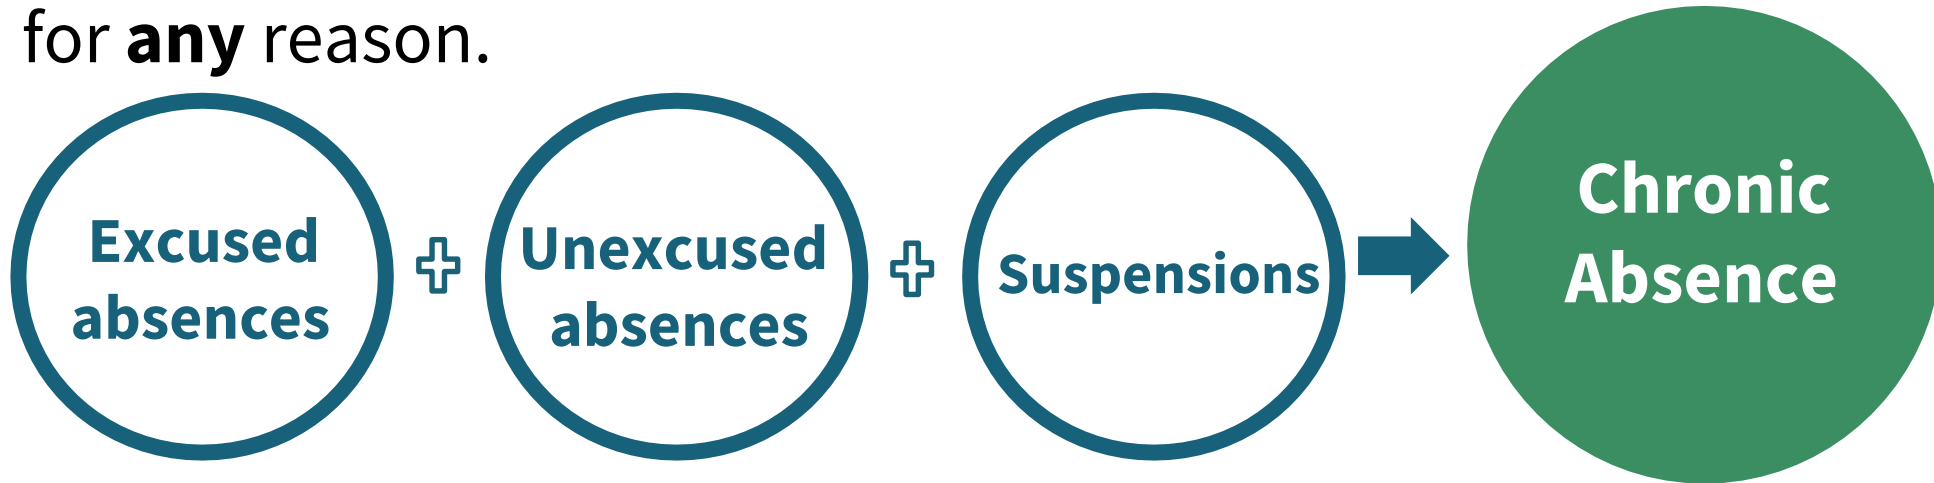 for any reason.
Excused
absences
Unexcused
absences
Suspensions
Chronic
Absence